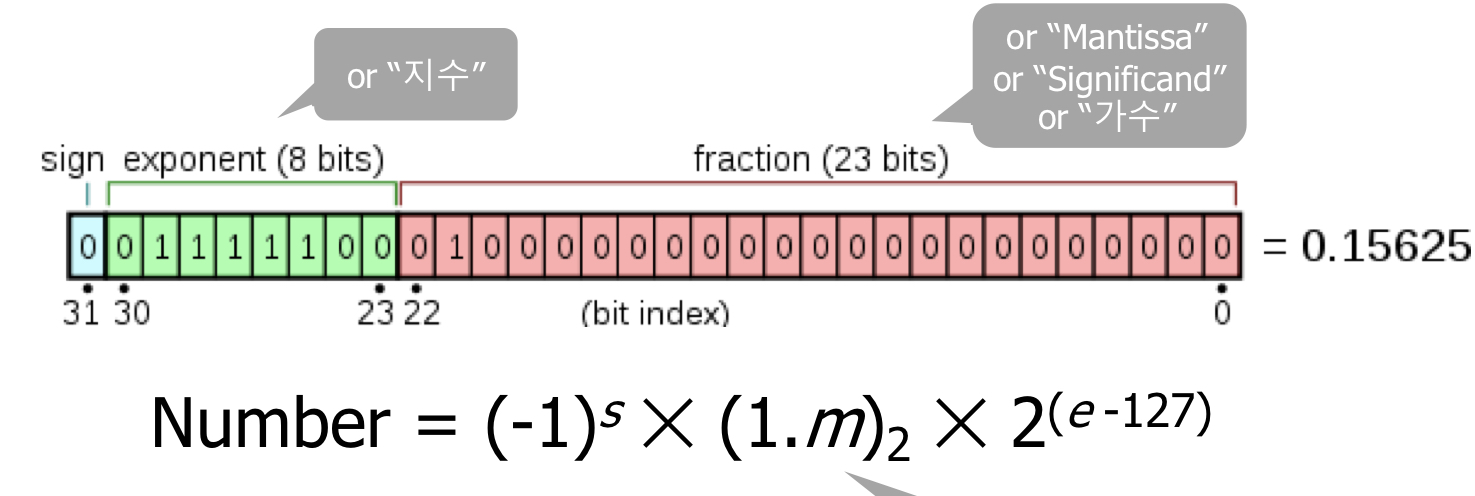 or “지수”
or “Mantissa”
or “Significand”
or “가수”
sign exponent (8 bits) fraction (23 bits)
0 0 1 1 1 1 1 0 0 0 1 0 0 0 0 0 0 0 0 0 0 0 0 0 0 0 0 0 0 0 0 0 = 0.15625
31 30 23 22 (bit index) 0
Number = (-1)ˢ × (1.m)₂ × 2⁽ᵉ⁻¹²⁷⁾